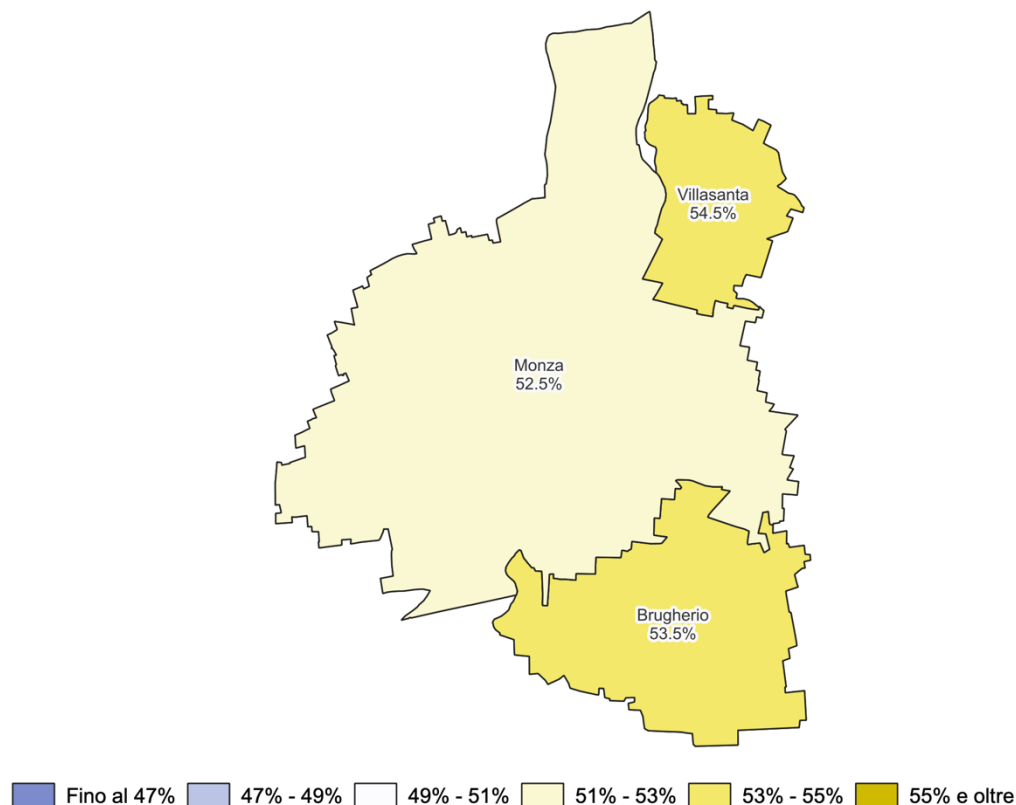 Villasanta
54.5%
Monza
52.5%
Brugherio
53.5%
Fino al 47% 47% - 49% 49% - 51% 51% - 53% 53% - 55% 55% e oltre